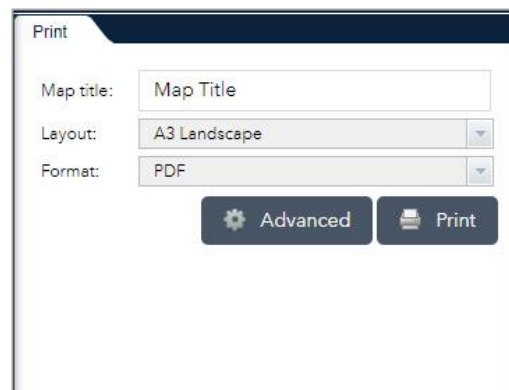 Print
Map title: Map Title
Layout: A3 Landscape
Format: PDF
Advanced Print